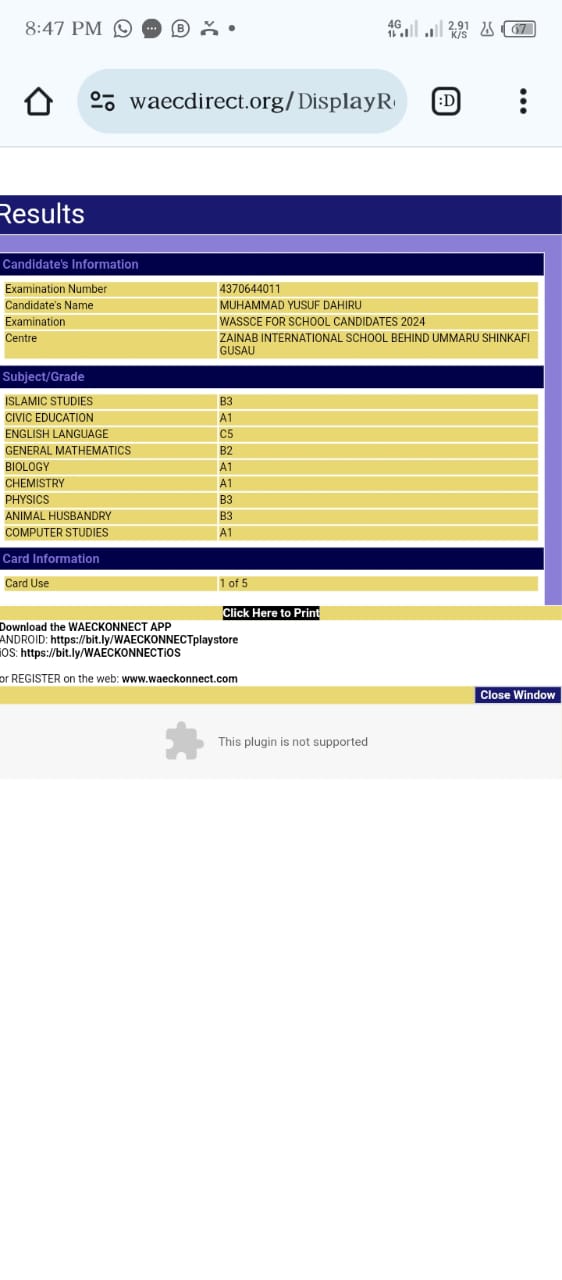 8:47 PM
4G 2.91 K/S 67
waecdirect.org/DisplayR
:D
Results
Candidate's Information
Examination Number 4370644011
Candidate's Name MUHAMMAD YUSUF DAHIRU
Examination WASSCE FOR SCHOOL CANDIDATES 2024
Centre ZAINAB INTERNATIONAL SCHOOL BEHIND UMMARU SHINKAFI
GUSAU
Subject/Grade
ISLAMIC STUDIES B3
CIVIC EDUCATION A1
ENGLISH LANGUAGE C5
GENERAL MATHEMATICS B2
BIOLOGY A1
CHEMISTRY A1
PHYSICS B3
ANIMAL HUSBANDRY B3
COMPUTER STUDIES A1
Card Information
Card Use 1 of 5
Click Here to Print
Download the WAECKONNECT APP
ANDROID: https://bit.ly/WAECKONNECTplaystore
iOS: https://bit.ly/WAECKONNECTiOS
or REGISTER on the web: www.waeckonnect.com
Close Window
This plugin is not supported